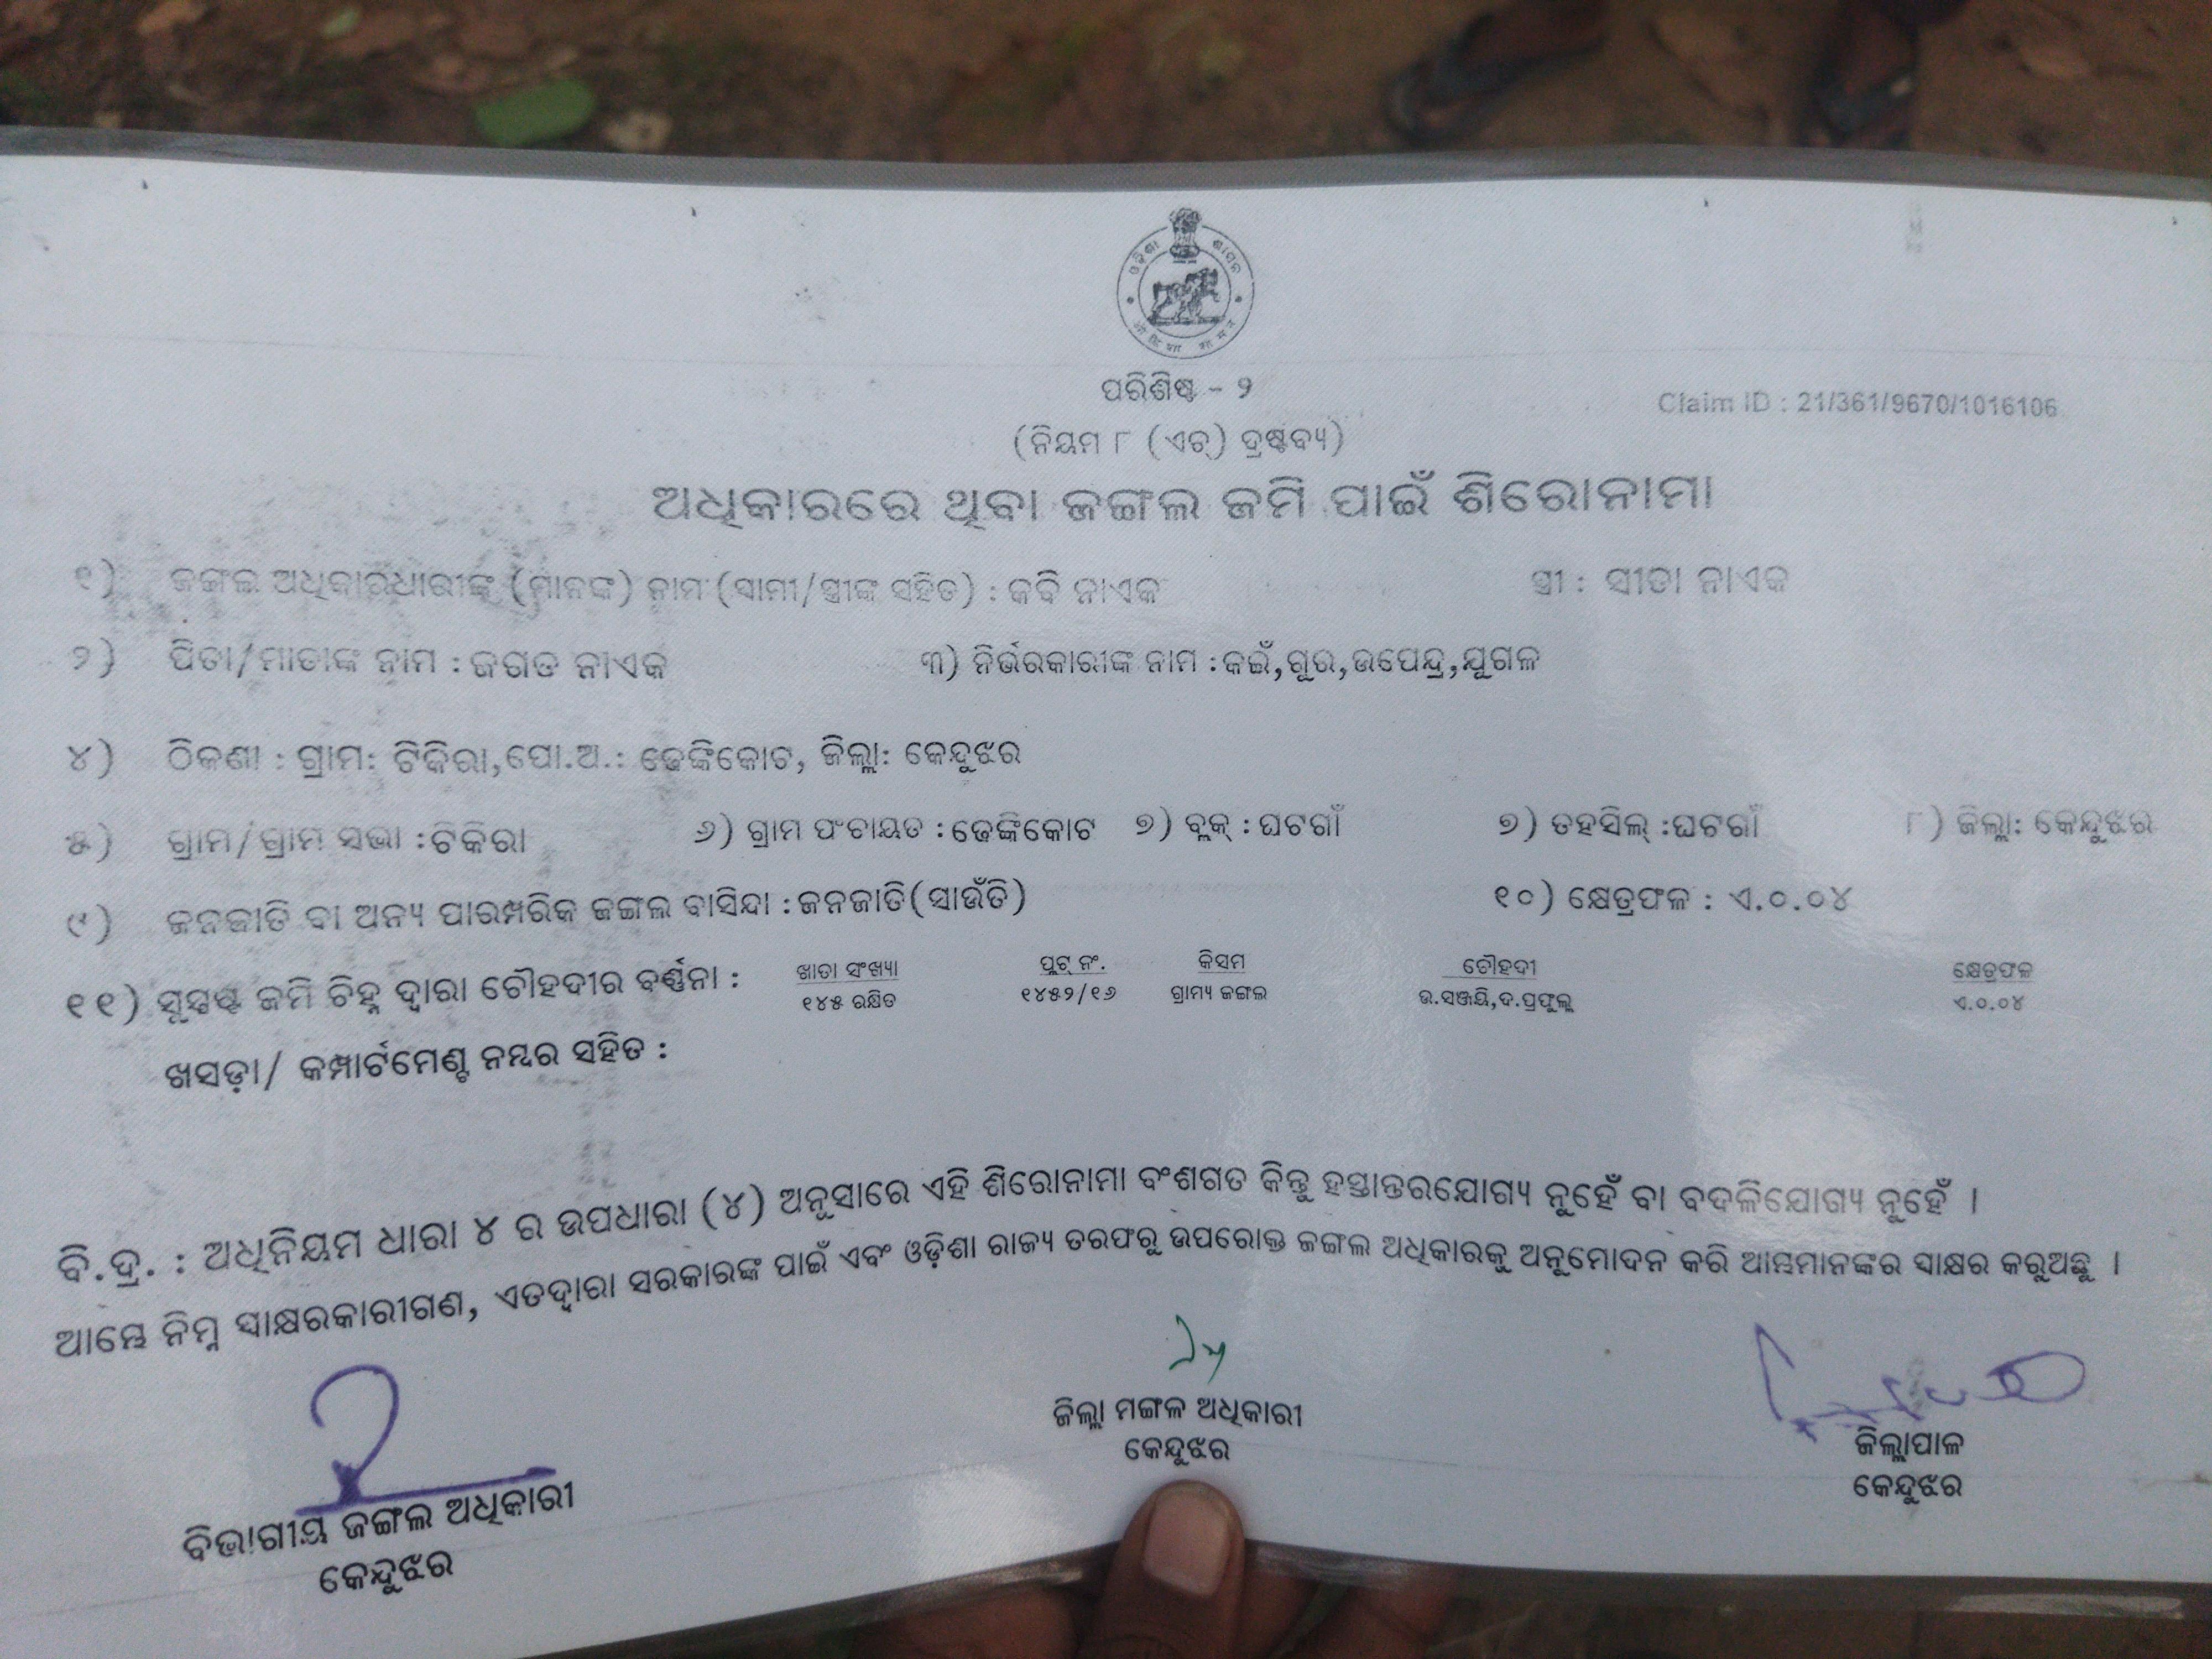 ଓଡ଼ିଶା ଶାସନ
ପରିଶିଷ୍ଟ - ୨
Claim ID : 21/361/9670/1016106
(ନିୟମ ୮ (ଏଚ୍) ଦ୍ରଷ୍ଟବ୍ୟ)
ଅଧିକାରରେ ଥିବା ଜଙ୍ଗଲ ଜମି ପାଇଁ ଶିରୋନାମା
୧) ଜଙ୍ଗଲ ଅଧିକାରଧାରୀଙ୍କ (ମାନଙ୍କ) ନାମ (ସାମୀ/ସ୍ତ୍ରୀଙ୍କ ସହିତ) : କବି ନାଏକ ସ୍ତ୍ରୀ : ସୀତା ନାଏକ
୨) ପିତା/ମାତାଙ୍କ ନାମ : ଜଗତ ନାଏକ ୩) ନିର୍ଭରକାରୀଙ୍କ ନାମ :କଇଁ,ଗୁର,ଉପେନ୍ଦ୍ର,ଯୁଗଳ
୪) ଠିକଣା : ଗ୍ରାମ: ଟିକିରା,ପୋ.ଅ.: ଢେଙ୍କିକୋଟ, ଜିଲ୍ଲା: କେନ୍ଦୁଝର
୫) ଗ୍ରାମ/ଗ୍ରାମ ସଭା :ଟିକିରା ୬) ଗ୍ରାମ ପଂଚାୟତ : ଢେଙ୍କିକୋଟ ୭) ବ୍ଲକ୍ : ଘଟଗାଁ ୭) ତହସିଲ୍ :ଘଟଗାଁ ୮) ଜିଲ୍ଲା: କେନ୍ଦୁଝର
୯) ଜନଜାତି ବା ଅନ୍ୟ ପାରମ୍ପରିକ ଜଙ୍ଗଲ ବାସିନ୍ଦା :ଜନଜାତି(ସାଉଁତି) ୧୦) କ୍ଷେତ୍ରଫଳ : ଏ.୦.୦୪
୧୧) ସୁସ୍ପଷ୍ଟ ଜମି ଚିହ୍ନ ଦ୍ୱାରା ଚୌହଦୀର ବର୍ଣ୍ଣନା : ଖାତା ସଂଖ୍ୟା ପ୍ଲଟ୍ ନଂ. କିସମ ଚୌହଦୀ କ୍ଷେତ୍ରଫଳ
୧୪୫ ରକ୍ଷିତ ୧୪୫୨/୧୬ ଗ୍ରାମ୍ୟ ଜଙ୍ଗଲ ଉ.ସଞ୍ଜୟି,ଦ.ପ୍ରଫୁଲ୍ଲ ଏ.୦.୦୪
ଖସଡ଼ା/ କମ୍ପାର୍ଟମେଣ୍ଟ ନମ୍ବର ସହିତ :
ବି.ଦ୍ର. : ଅଧିନିୟମ ଧାରା ୪ ର ଉପଧାରା (୪) ଅନୁସାରେ ଏହି ଶିରୋନାମା ବଂଶଗତ କିନ୍ତୁ ହସ୍ତାନ୍ତରଯୋଗ୍ୟ ନୁହେଁ ବା ବଦଳିଯୋଗ୍ୟ ନୁହେଁ ।
ଆମ୍ଭେ ନିମ୍ନ ସାକ୍ଷରକାରୀଗଣ, ଏତଦ୍ୱାରା ସରକାରଙ୍କ ପାଇଁ ଏବଂ ଓଡ଼ିଶା ରାଜ୍ୟ ତରଫରୁ ଉପରୋକ୍ତ ଜଙ୍ଗଲ ଅଧିକାରକୁ ଅନୁମୋଦନ କରି ଆମ୍ଭମାନଙ୍କର ସାକ୍ଷର କରୁଅଛୁ ।
ବିଭାଗୀୟ ଜଙ୍ଗଲ ଅଧିକାରୀ
କେନ୍ଦୁଝର
ଜିଲ୍ଲା ମଙ୍ଗଳ ଅଧିକାରୀ
କେନ୍ଦୁଝର
ଜିଲ୍ଲାପାଳ
କେନ୍ଦୁଝର